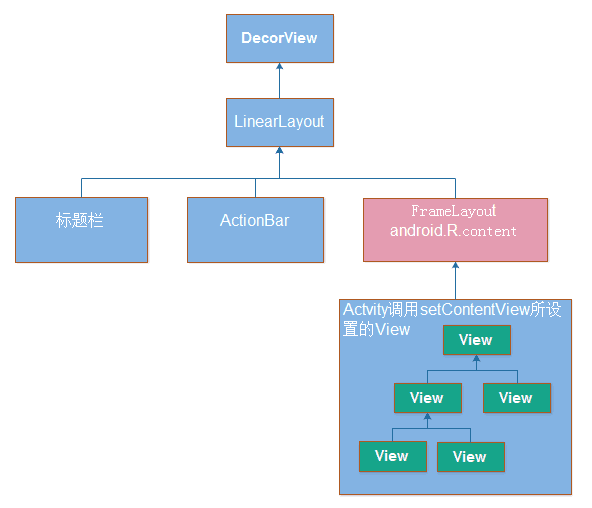 DecorView
LinearLayout
标题栏
ActionBar
FrameLayout
android.R.content
Actvity调用setContentView所设
置的View
View
View
View
View
View